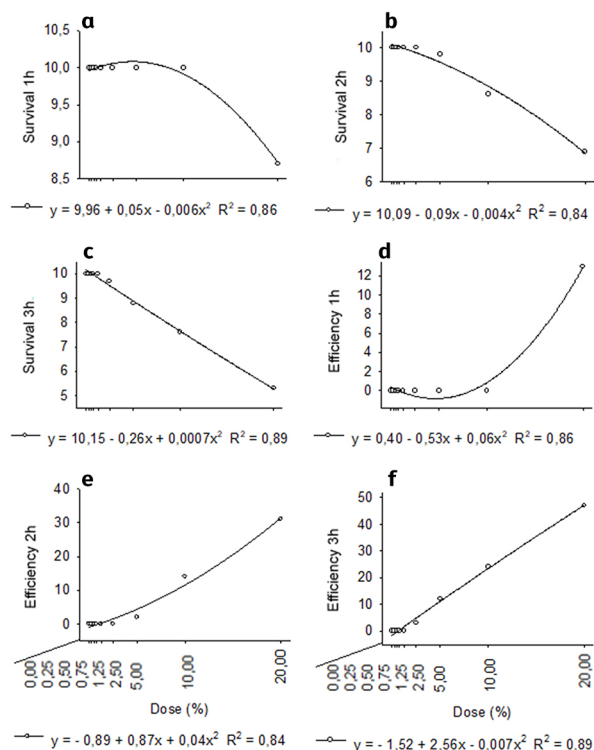 a
10,5
10,0
9,5
9,0
8,5
Survival 1h
y = 9,96 + 0,05x - 0,006x² R² = 0,86
b
10
9
8
7
6
Survival 2h
y = 10,09 - 0,09x - 0,004x² R² = 0,84
c
10
9
8
7
6
5
Survival 3h
y = 10,15 - 0,26x + 0,0007x² R² = 0,89
d
12
10
8
6
4
2
0
Efficiency 1h
y = 0,40 - 0,53x + 0,06x² R² = 0,86
e
40
30
20
10
0
Efficiency 2h
0,00
0,25
0,50
0,75
1,25
2,50
5,00
10,00
20,00
Dose (%)
y = - 0,89 + 0,87x + 0,04x² R² = 0,84
f
50
40
30
20
10
0
Efficiency 3h
0,00
0,25
0,50
0,75
1,25
2,50
5,00
10,00
20,00
Dose (%)
y = - 1,52 + 2,56x - 0,007x² R² = 0,89